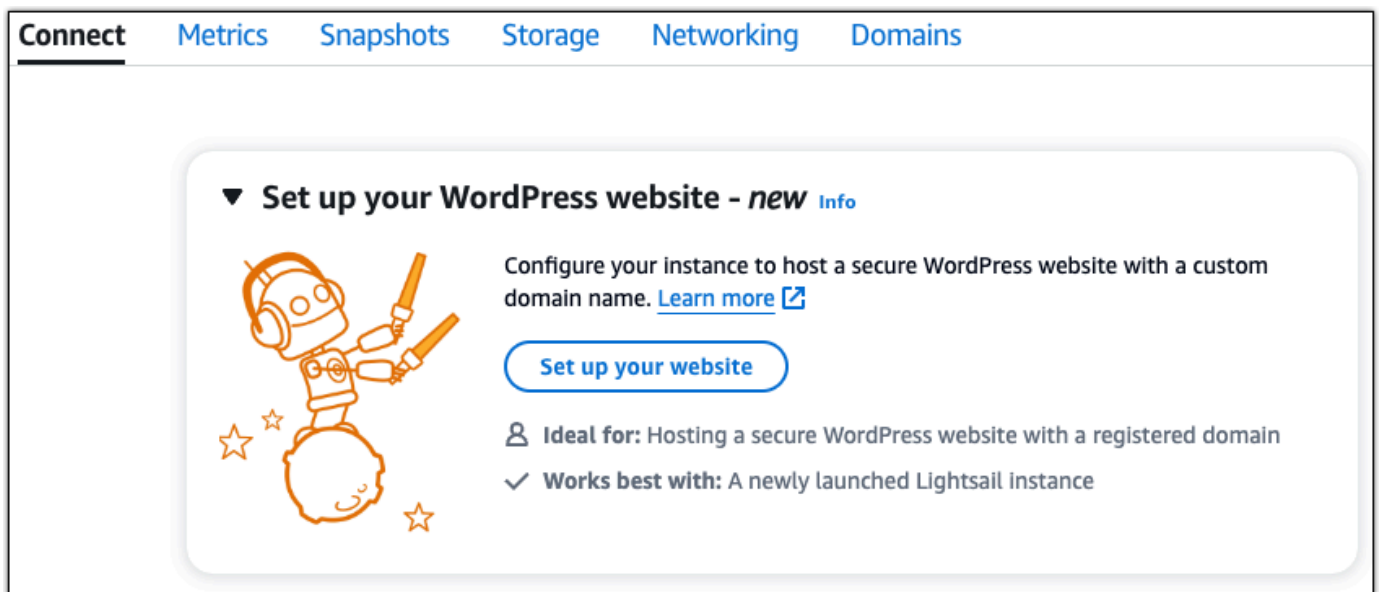 Connect Metrics Snapshots Storage Networking Domains
Set up your WordPress website - new Info
Configure your instance to host a secure WordPress website with a custom
domain name. Learn more
Set up your website
Ideal for: Hosting a secure WordPress website with a registered domain
Works best with: A newly launched Lightsail instance